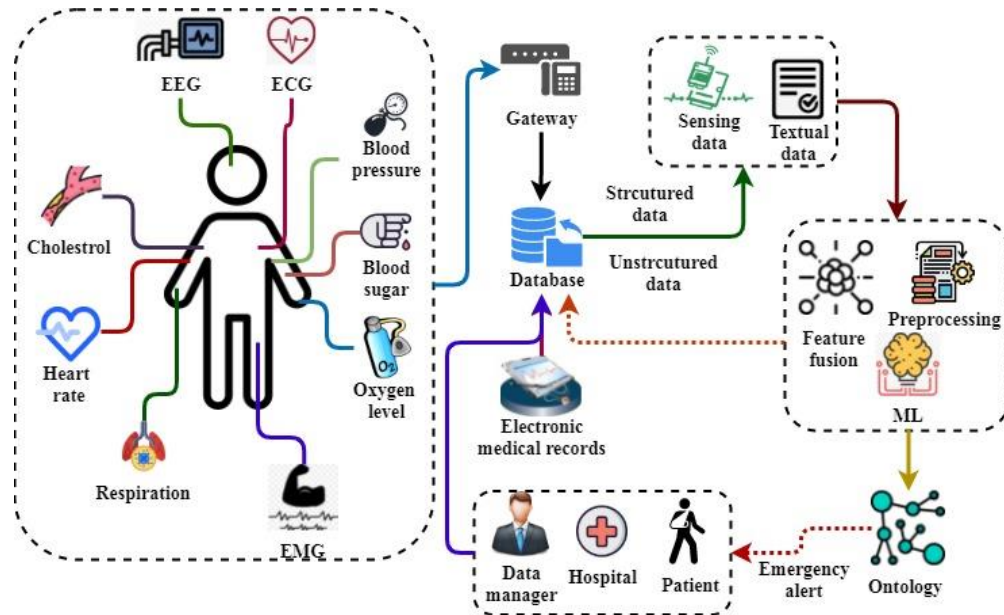 EEG
ECG
Blood
pressure
Cholestrol
Blood
sugar
Heart
rate
O2
Oxygen
level
Respiration
EMG
Gateway
Sensing
data
Textual
data
Strcutured
data
Database
Unstrcutured
data
Feature
fusion
Preprocessing
ML
Electronic
medical records
Data
manager
Hospital
Patient
Emergency
alert
Ontology